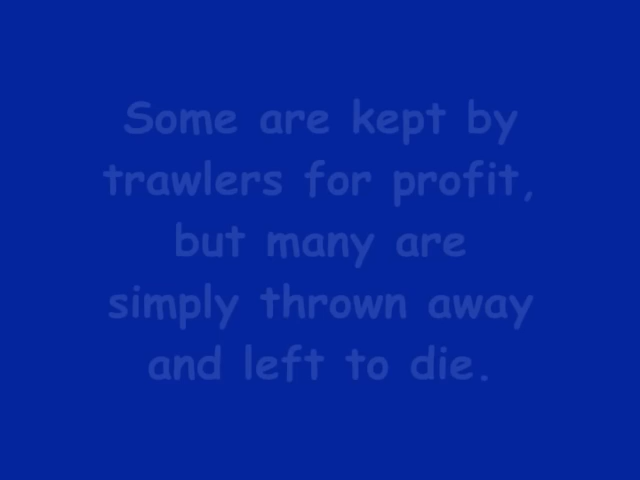 Some are kept by
trawlers for profit,
but many are
simply thrown away
and left to die.